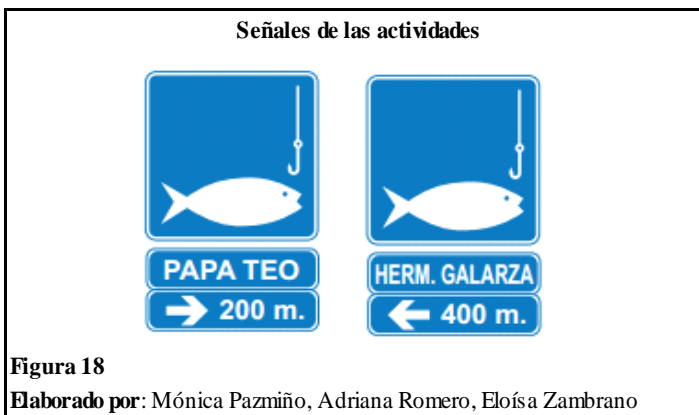 Señales de las actividades
PAPA TEO
200 m.
HERM. GALARZA
400 m.
Figura 18
Elaborado por: Mónica Pazmiño, Adriana Romero, Eloísa Zambrano